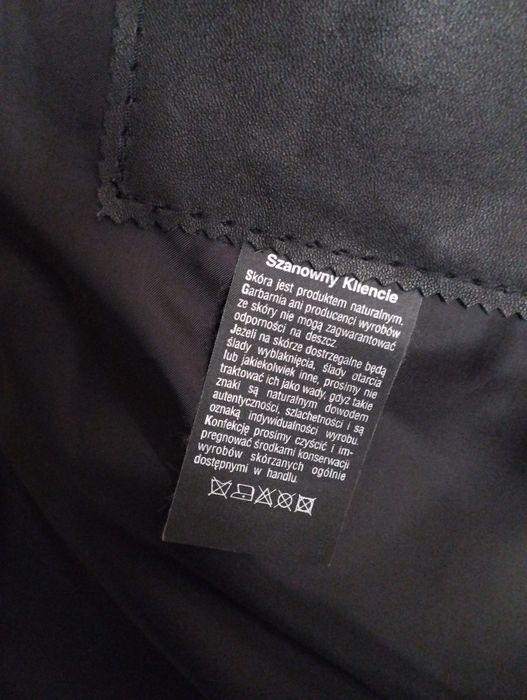 Szanowny Kliencie
Skóra jest produktem naturalnym.
Garbarnia ani producenci wyrobów
ze skóry nie mogą zagwarantować
odporności na deszcz.
Jeżeli na skórze dostrzegalne będą
ślady wyblaknięcia, ślady otarcia
lub jakiekolwiek inne, prosimy nie
traktować ich jako wady, gdyż takie
znaki są naturalnym dowodem
autentyczności, szlachetności i są
oznaką indywidualności wyrobu.
Konfekcję prosimy czyścić i im-
pregnować środkami konserwacji
wyrobów skórzanych ogólnie
dostępnymi w handlu.